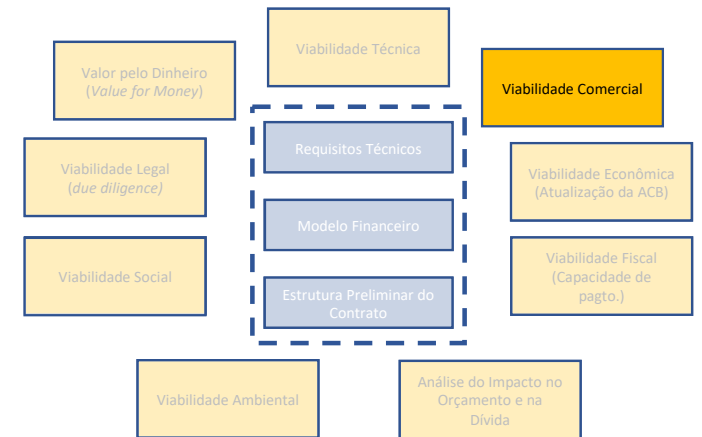 Viabilidade Técnica
Valor pelo Dinheiro
(Value for Money)
Viabilidade Comercial
Requisitos Técnicos
Viabilidade Legal
(due diligence)
Viabilidade Econômica
(Atualização da ACB)
Modelo Financeiro
Viabilidade Social
Viabilidade Fiscal
(Capacidade de
pagto.)
Estrutura Preliminar do
Contrato
Viabilidade Ambiental
Análise do Impacto no
Orçamento e na
Dívida